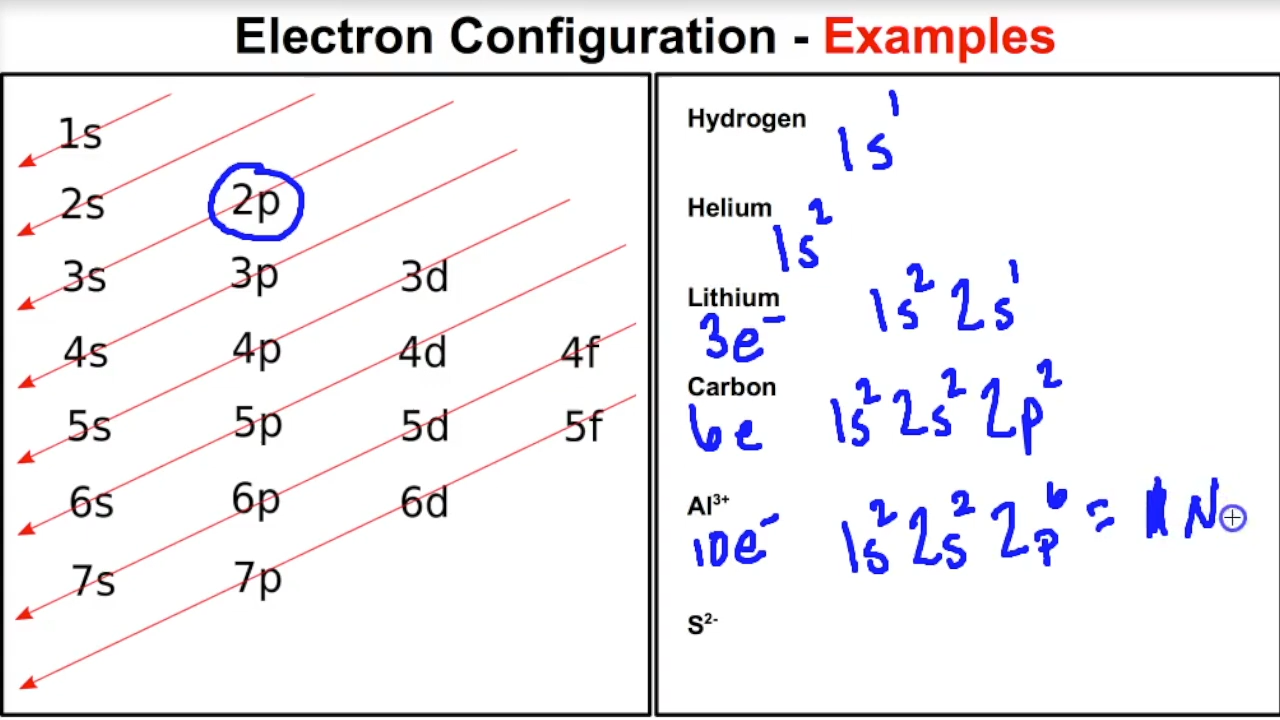 Electron Configuration - Examples
1s
2s 2p
3s 3p 3d
4s 4p 4d 4f
5s 5p 5d 5f
6s 6p 6d
7s 7p
Hydrogen 1s¹
Helium 1s²
Lithium 1s² 2s¹
3e⁻
Carbon 1s² 2s² 2p²
6e
Al³⁺ 1s² 2s² 2p⁶ = N
10e⁻
S²⁻